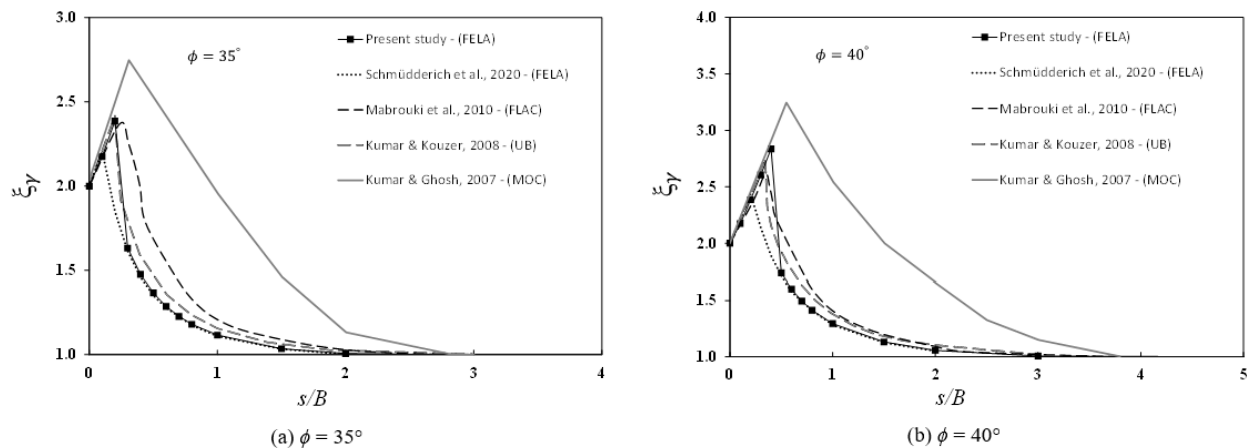 3.0
2.5
2.0
1.5
1.0
ξγ
ϕ = 35°
Present study - (FELA)
Schmüdderich et al., 2020 - (FELA)
Mabrouki et al., 2010 - (FLAC)
Kumar & Kouzer, 2008 - (UB)
Kumar & Ghosh, 2007 - (MOC)
0 1 2 3 4
s/B
(a) ϕ = 35°
4.0
3.5
3.0
2.5
2.0
1.5
1.0
ξγ
ϕ = 40°
Present study - (FELA)
Schmüdderich et al., 2020 - (FELA)
Mabrouki et al., 2010 - (FLAC)
Kumar & Kouzer, 2008 - (UB)
Kumar & Ghosh, 2007 - (MOC)
0 1 2 3 4 5
s/B
(b) ϕ = 40°